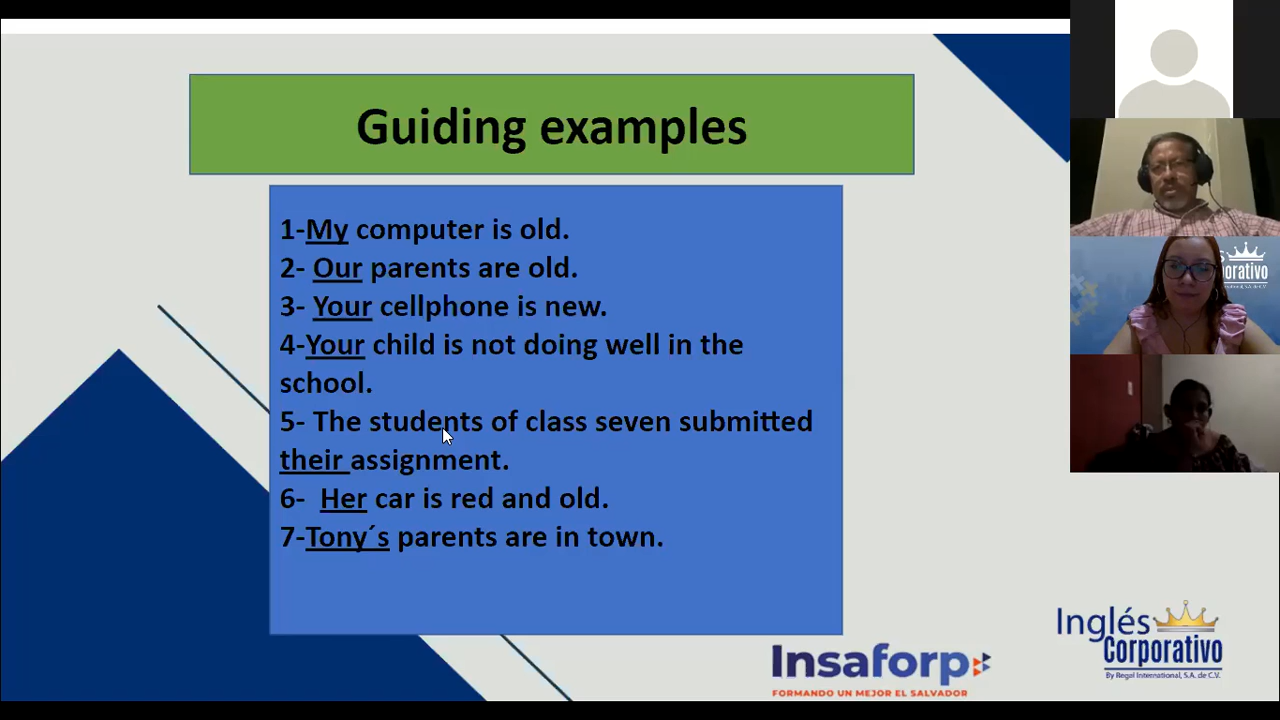 Guiding examples
1-My computer is old.
2- Our parents are old.
3- Your cellphone is new.
4-Your child is not doing well in the
school.
5- The students of class seven submitted
their assignment.
6- Her car is red and old.
7-Tony´s parents are in town.
Insaforp
FORMANDO UN MEJOR EL SALVADOR
Inglés
Corporativo
By Regal International, S.A. de C.V.
orativo